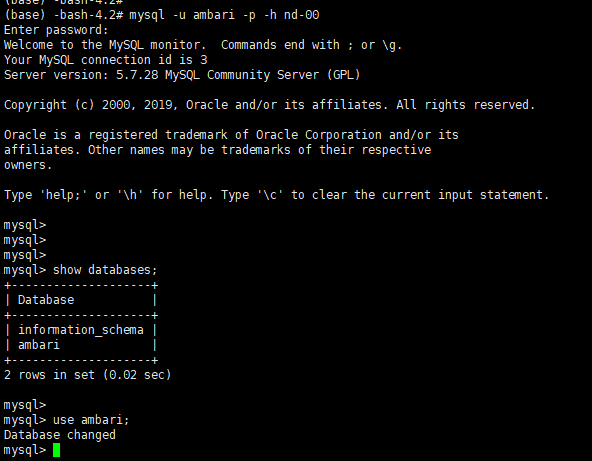 (base) -bash-4.2#
(base) -bash-4.2# mysql -u ambari -p -h nd-00
Enter password:
Welcome to the MySQL monitor.  Commands end with ; or \g.
Your MySQL connection id is 3
Server version: 5.7.28 MySQL Community Server (GPL)

Copyright (c) 2000, 2019, Oracle and/or its affiliates. All rights reserved.

Oracle is a registered trademark of Oracle Corporation and/or its
affiliates. Other names may be trademarks of their respective
owners.

Type 'help;' or '\h' for help. Type '\c' to clear the current input statement.

mysql>
mysql>
mysql>
mysql> show databases;
+--------------------+
| Database           |
+--------------------+
| information_schema |
| ambari             |
+--------------------+
2 rows in set (0.02 sec)

mysql>
mysql> use ambari;
Database changed
mysql>